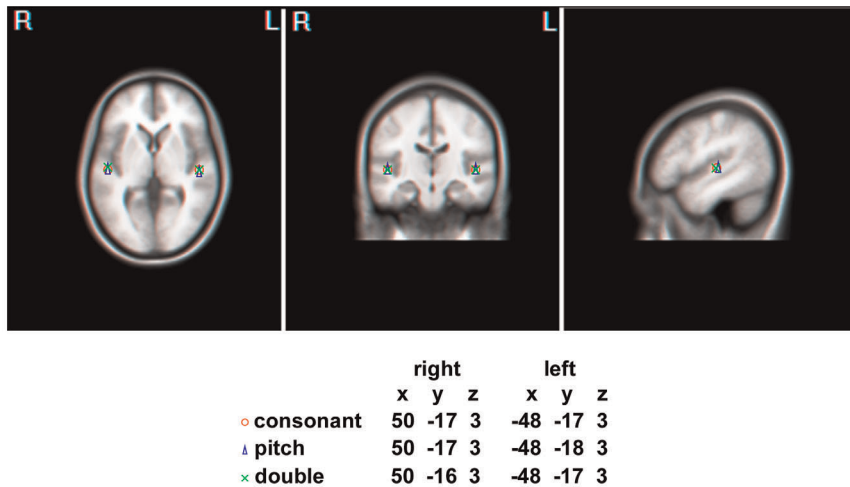 R L R L
right left
x y z x y z
consonant 50 -17 3 -48 -17 3
pitch 50 -17 3 -48 -18 3
double 50 -16 3 -48 -17 3